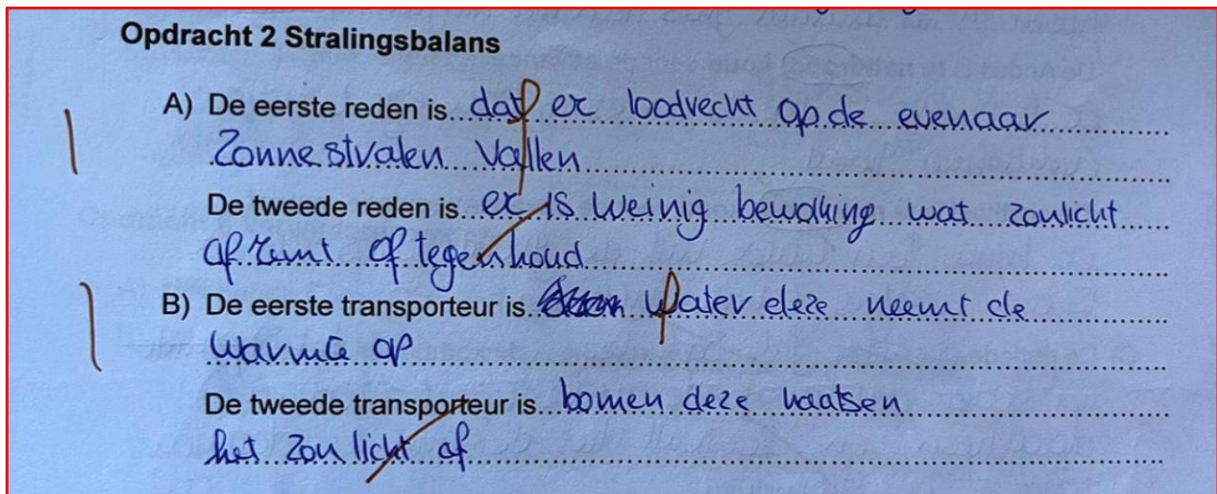 Opdracht 2 Stralingsbalans
A) De eerste reden is dat er loodrecht op de evenaar
Zonnestralen vallen
De tweede reden is er is weinig bewolking wat zonlicht
afremt of tegenhoud
B) De eerste transporteur is Water deze neemt de
warmte op
De tweede transporteur is bomen deze kaatsen
het zonlicht af